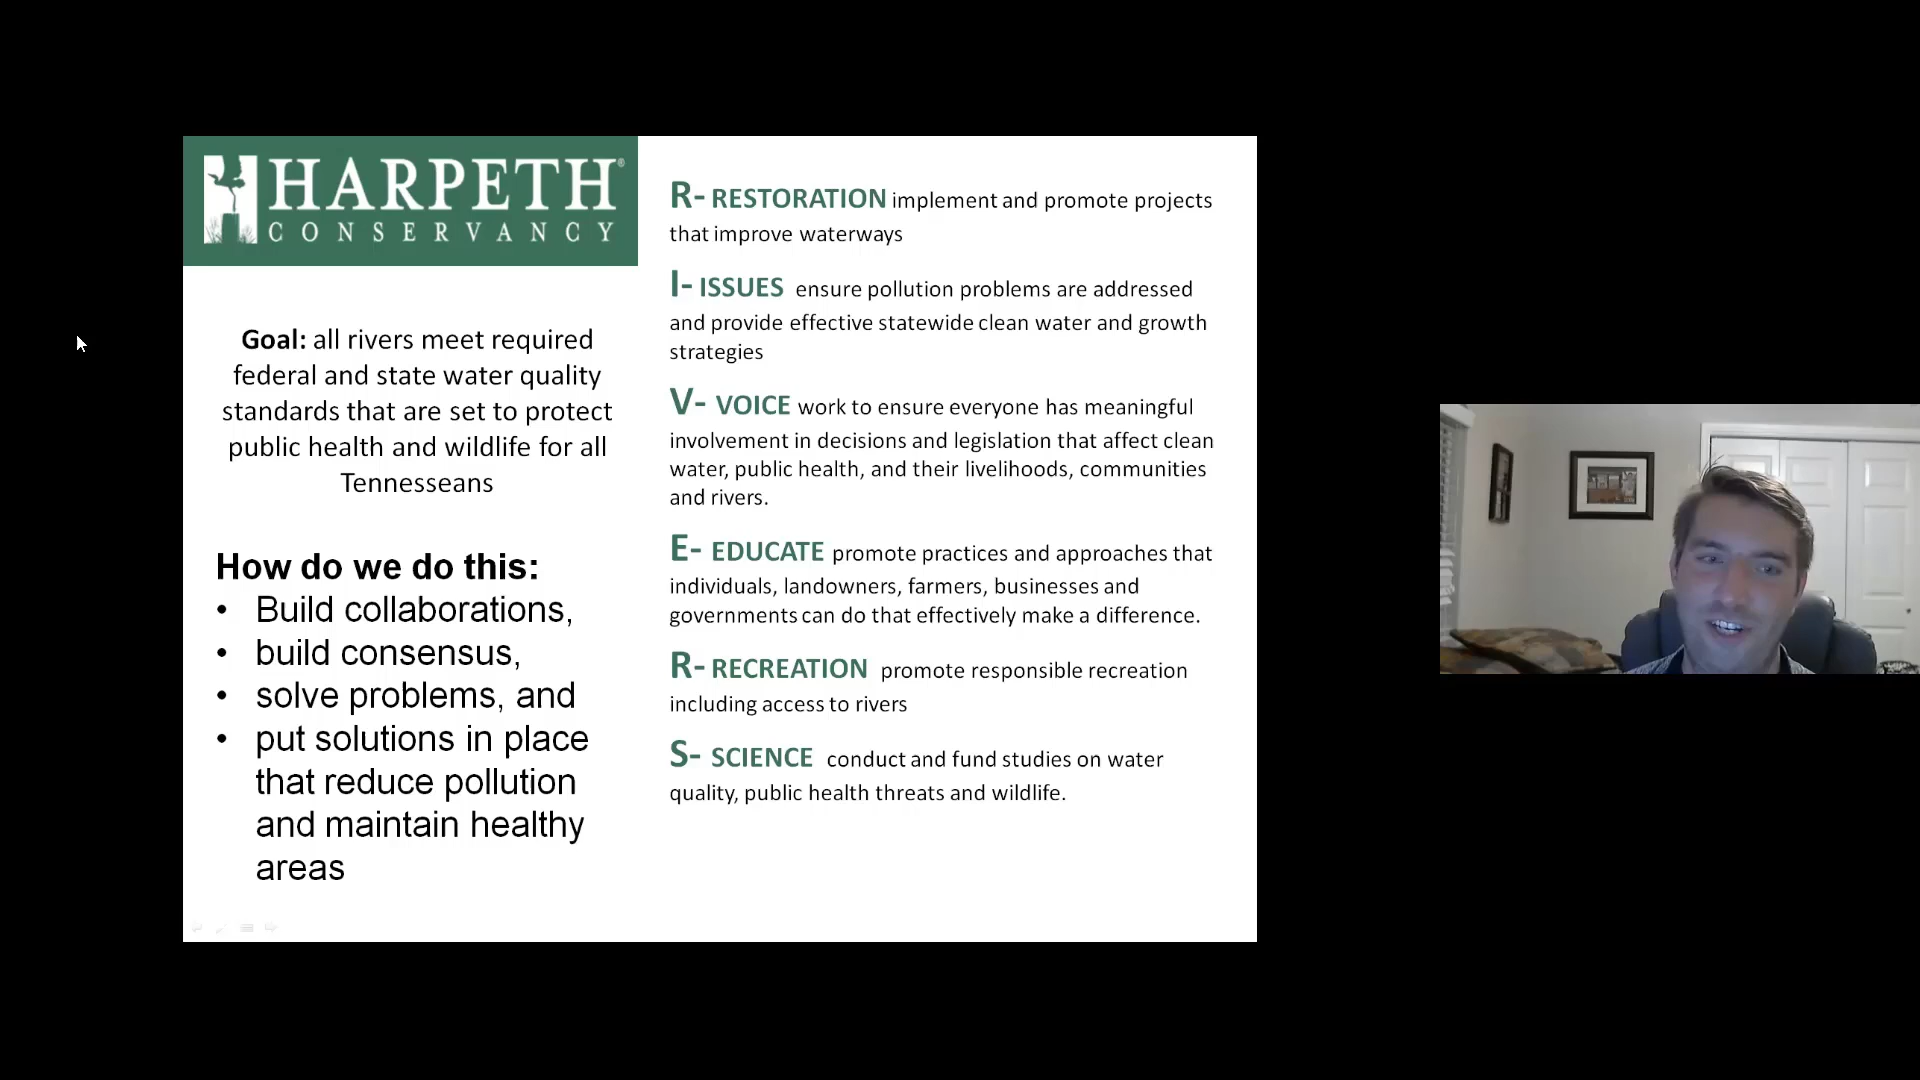 HARPETH®
CONSERVANCY
Goal: all rivers meet required
federal and state water quality
standards that are set to protect
public health and wildlife for all
Tennesseans
How do we do this:
• Build collaborations,
• build consensus,
• solve problems, and
• put solutions in place
that reduce pollution
and maintain healthy
areas
R- RESTORATION implement and promote projects
that improve waterways
I- ISSUES ensure pollution problems are addressed
and provide effective statewide clean water and growth
strategies
V- VOICE work to ensure everyone has meaningful
involvement in decisions and legislation that affect clean
water, public health, and their livelihoods, communities
and rivers.
E- EDUCATE promote practices and approaches that
individuals, landowners, farmers, businesses and
governments can do that effectively make a difference.
R- RECREATION promote responsible recreation
including access to rivers
S- SCIENCE conduct and fund studies on water
quality, public health threats and wildlife.